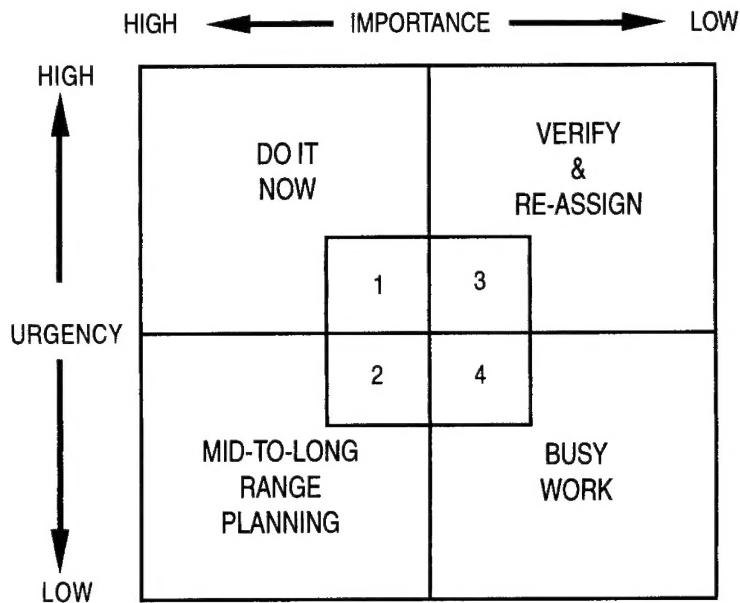 HIGH IMPORTANCE LOW
HIGH
DO IT
NOW
VERIFY
&
RE-ASSIGN
1 3
URGENCY
2 4
MID-TO-LONG
RANGE
PLANNING
BUSY
WORK
LOW